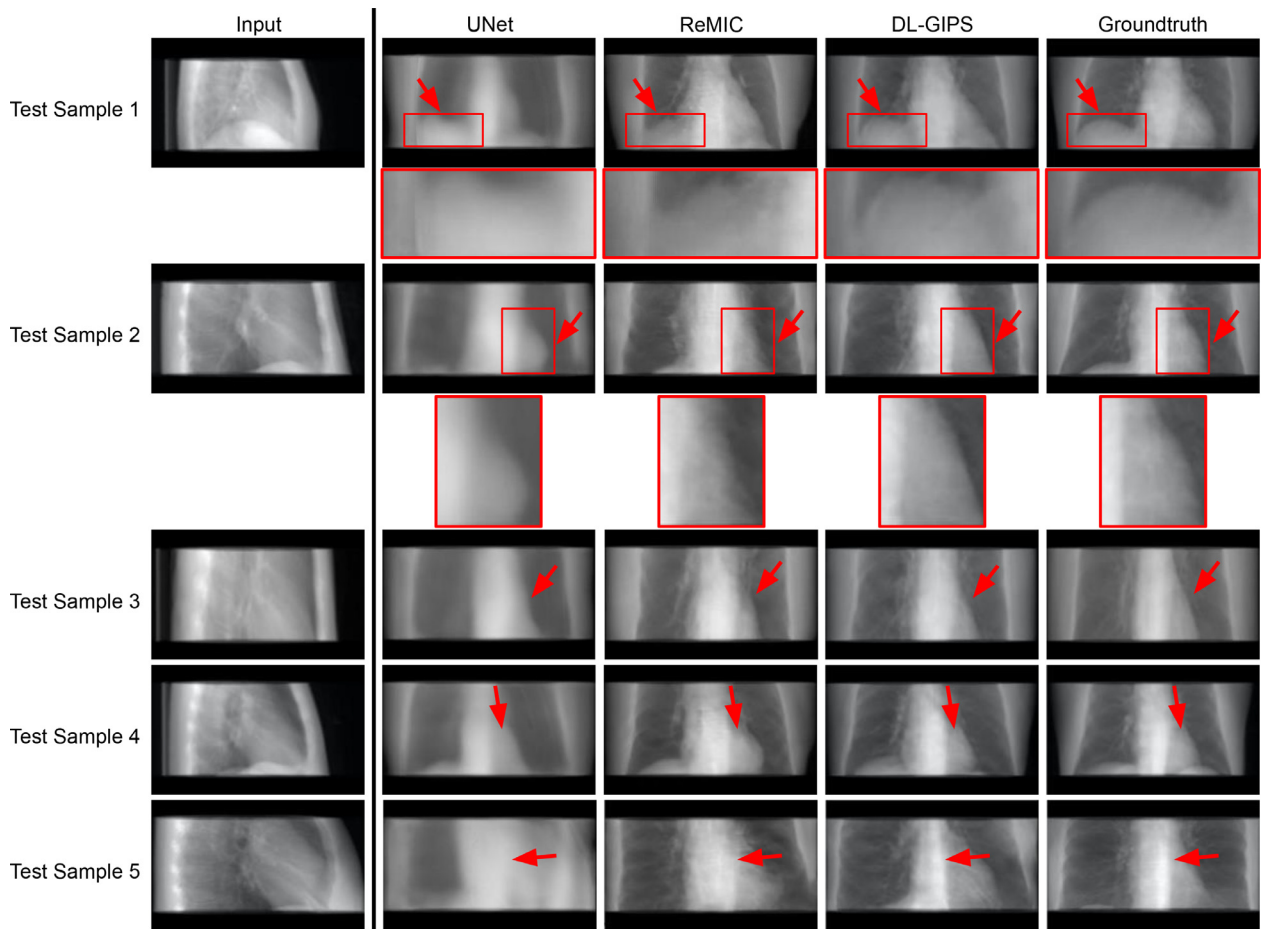 Input UNet ReMIC DL-GIPS Groundtruth
Test Sample 1
Test Sample 2
Test Sample 3
Test Sample 4
Test Sample 5